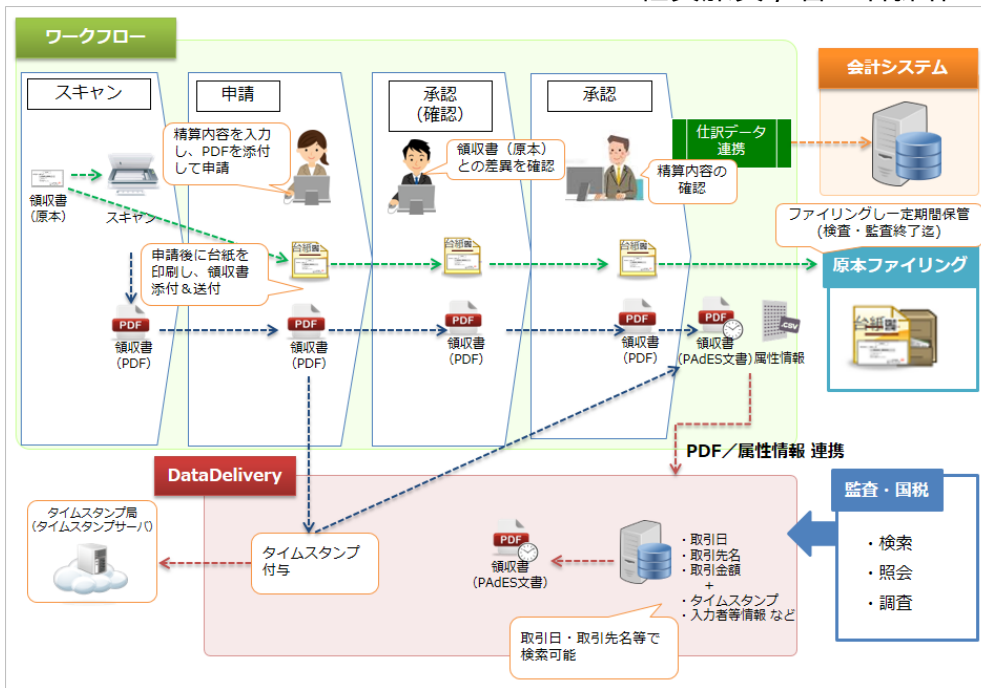 ワークフロー
スキャン
申請
承認
(確認)
承認
会計システム
精算内容を入力
し、PDFを添付
して申請
領収書（原本）
との差異を確認
精算内容の
確認
仕訳データ
連携
領収書
(原本)
スキャン
ファイリングし一定期間保管
(検査・監査終了迄)
申請後に台紙を
印刷し、領収書
添付＆送付
台紙
台紙
台紙
原本ファイリング
台紙
PDF
領収書
(PDF)
PDF
領収書
(PDF)
PDF
領収書
(PDF)
PDF
領収書
(PDF)
PDF
領収書
(PAdES文書)
.CSV
属性情報
PDF／属性情報 連携
DataDelivery
監査・国税
・検索
・照会
・調査
タイムスタンプ局
(タイムスタンプサーバ)
タイムスタンプ
付与
PDF
領収書
(PAdES文書)
・取引日
・取引先名
・取引金額
+
・タイムスタンプ
・入力者等情報 など
取引日・取引先名等で
検索可能